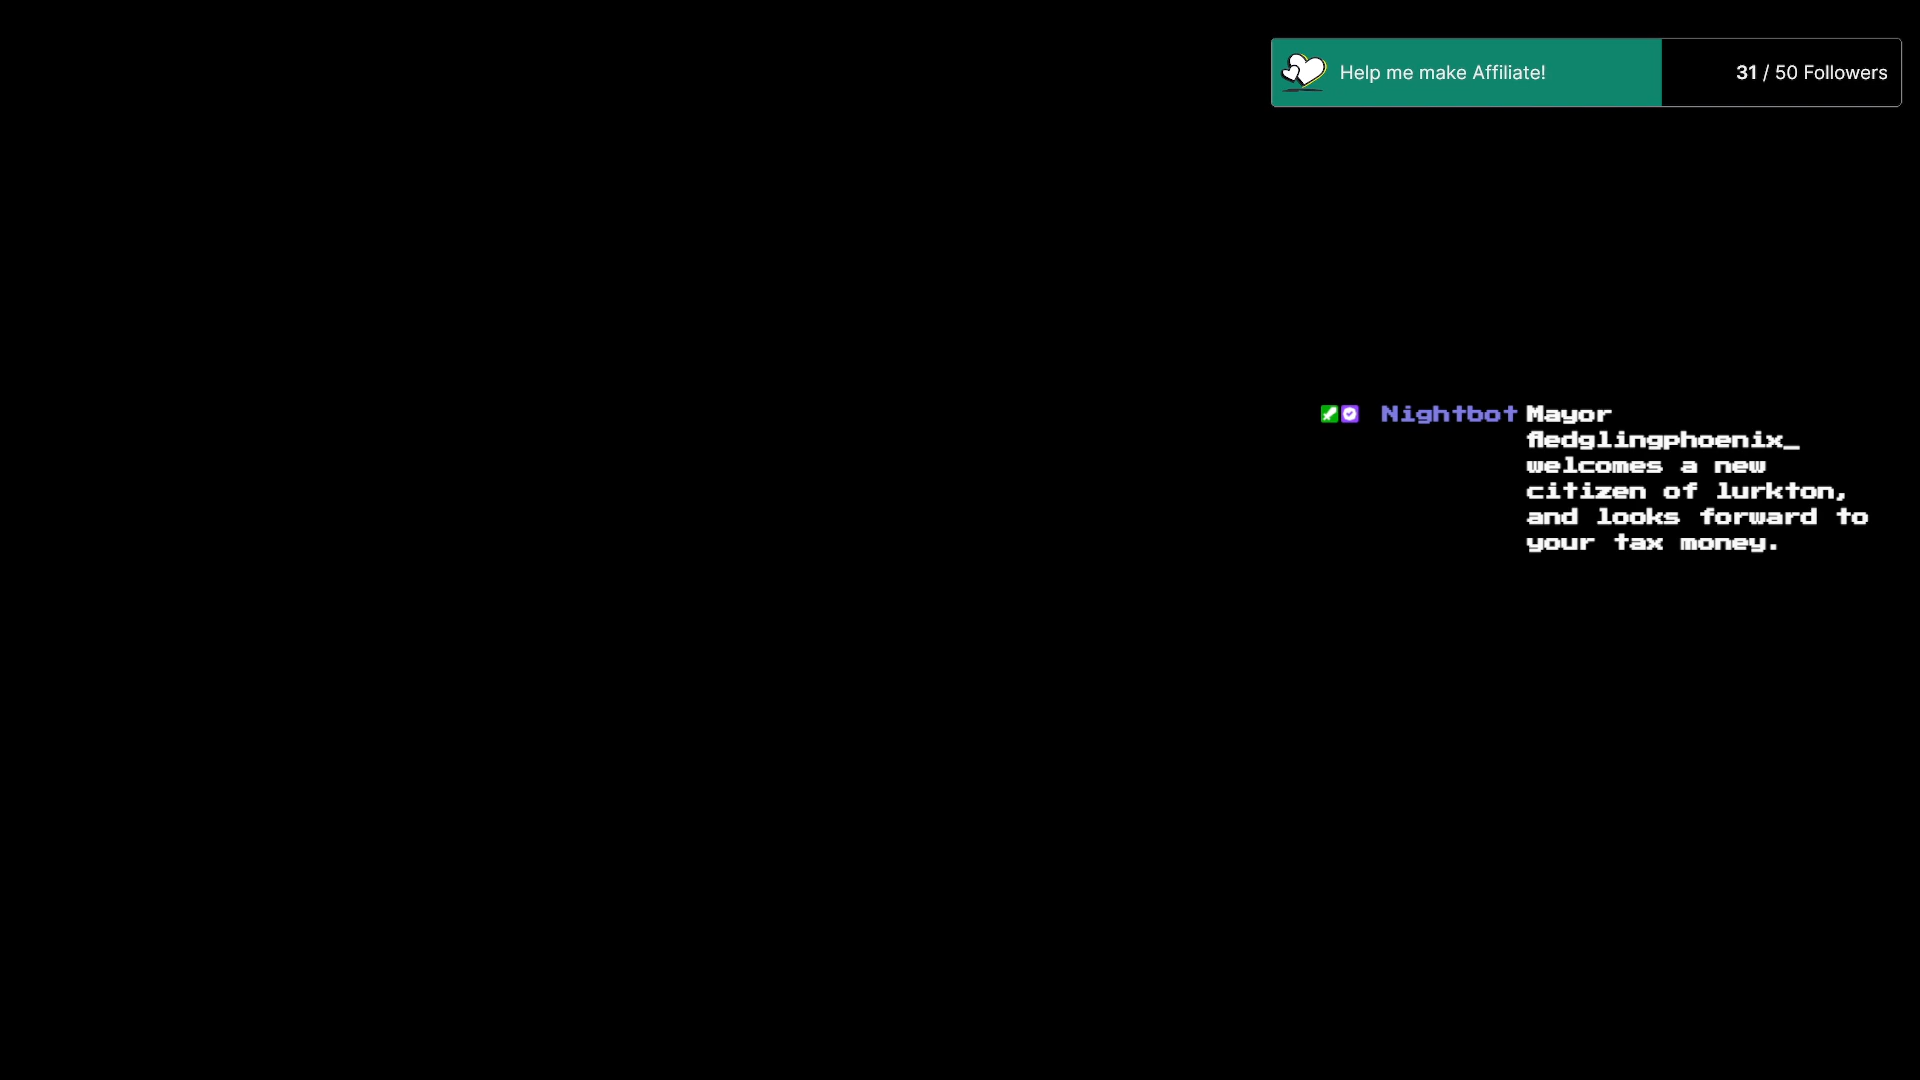 Help me make Affiliate! 31 / 50 Followers
Nightbot Mayor
fledglingphoenix_
welcomes a new
citizen of lurkton,
and looks forward to
your tax money.